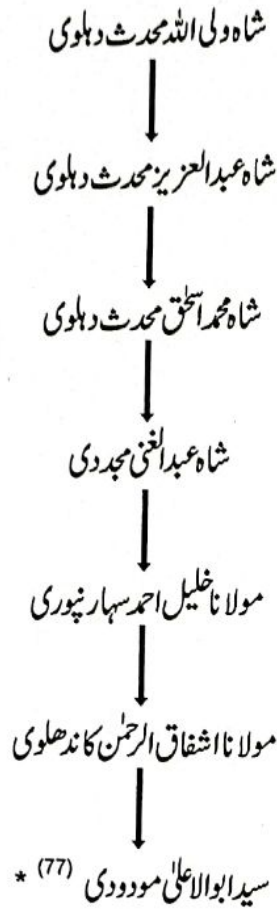 شاہ ولی اللہ محدث دہلوی
شاہ عبدالعزیز محدث دہلوی
شاہ محمد اسحٰق محدث دہلوی
شاہ عبدالغنی مجددی
مولانا خلیل احمد سہارنپوری
مولانا اشفاق الرحمٰن کاندھلوی
سید ابوالاعلیٰ مودودی (77) *